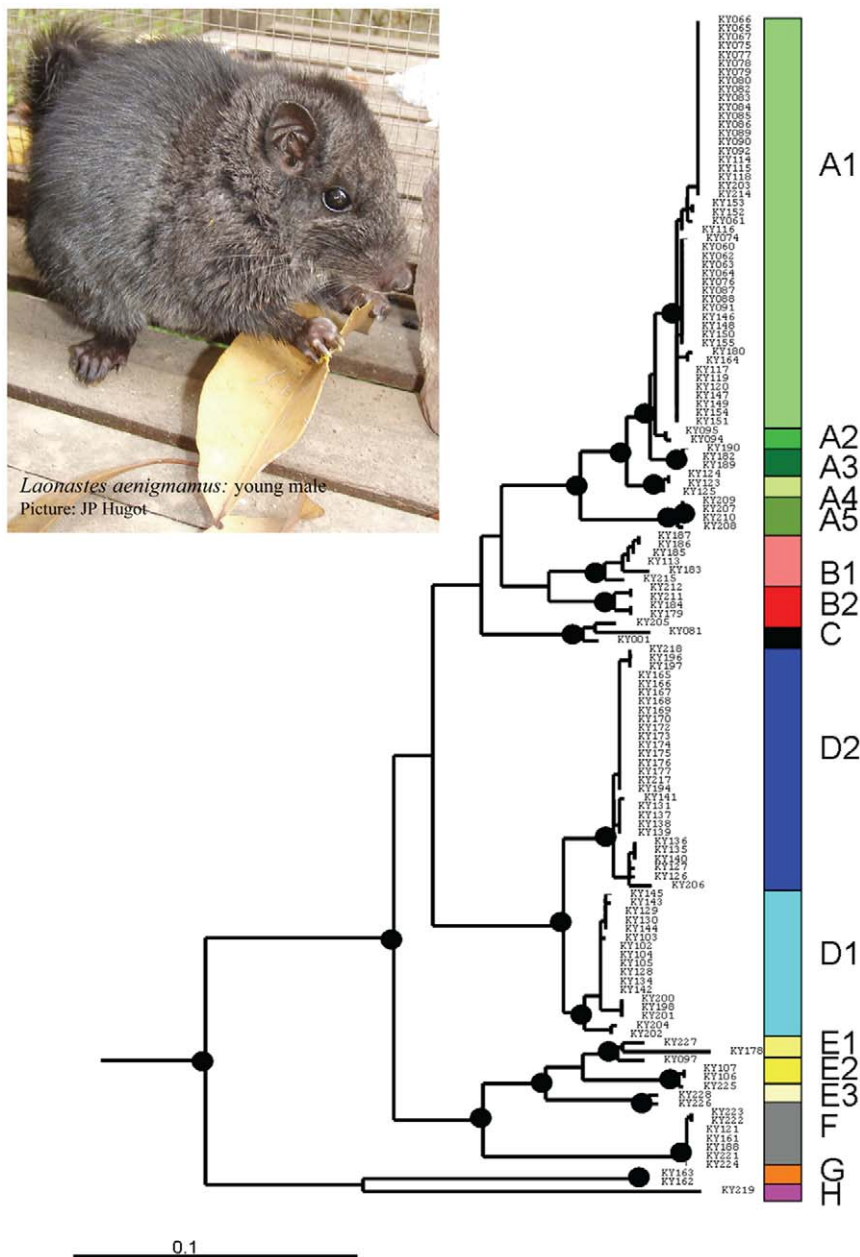 Laonastes aenigmamus: young male
Picture: JP Hugot
KY066
KY065
KY067
KY075
KY077
KY078
KY079
KY080
KY082
KY083
KY084
KY085
KY086
KY089
KY090
KY092
KY114
KY115
KY118
KY203
KY214
KY153
KY152
KY061
KY116
KY074
KY060
KY062
KY063
KY064
KY076
KY087
KY088
KY091
KY146
KY148
KY150
KY155
KY180
KY164
KY117
KY119
KY120
KY147
KY149
KY154
KY151
A1
KY095
KY094
A2
KY190
KY182
KY189
A3
KY124
KY123
KY125
A4
KY209
KY207
KY210
KY208
A5
KY187
KY186
KY185
KY113
KY183
KY215
B1
KY212
KY211
KY184
KY179
B2
KY205
KY081
KY001
C
KY218
KY196
KY197
KY165
KY166
KY167
KY168
KY169
KY170
KY172
KY173
KY174
KY175
KY176
KY177
KY217
KY194
KY141
KY131
KY137
KY138
KY139
KY136
KY135
KY140
KY127
KY126
KY206
D2
KY145
KY143
KY129
KY130
KY144
KY103
KY102
KY104
KY105
KY128
KY134
KY142
KY200
KY198
KY201
KY204
KY202
D1
KY227
KY178
KY097
E1
KY107
KY106
KY225
E2
KY228
KY226
E3
KY223
KY222
KY121
KY161
KY188
KY221
KY224
F
KY163
KY162
G
KY219
H
0.1